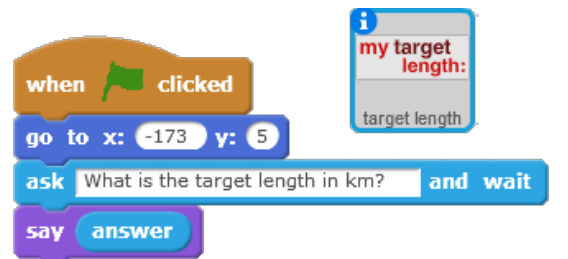 when clicked
go to x: -173 y: 5
ask What is the target length in km? and wait
say answer
i
my target
length:
target length